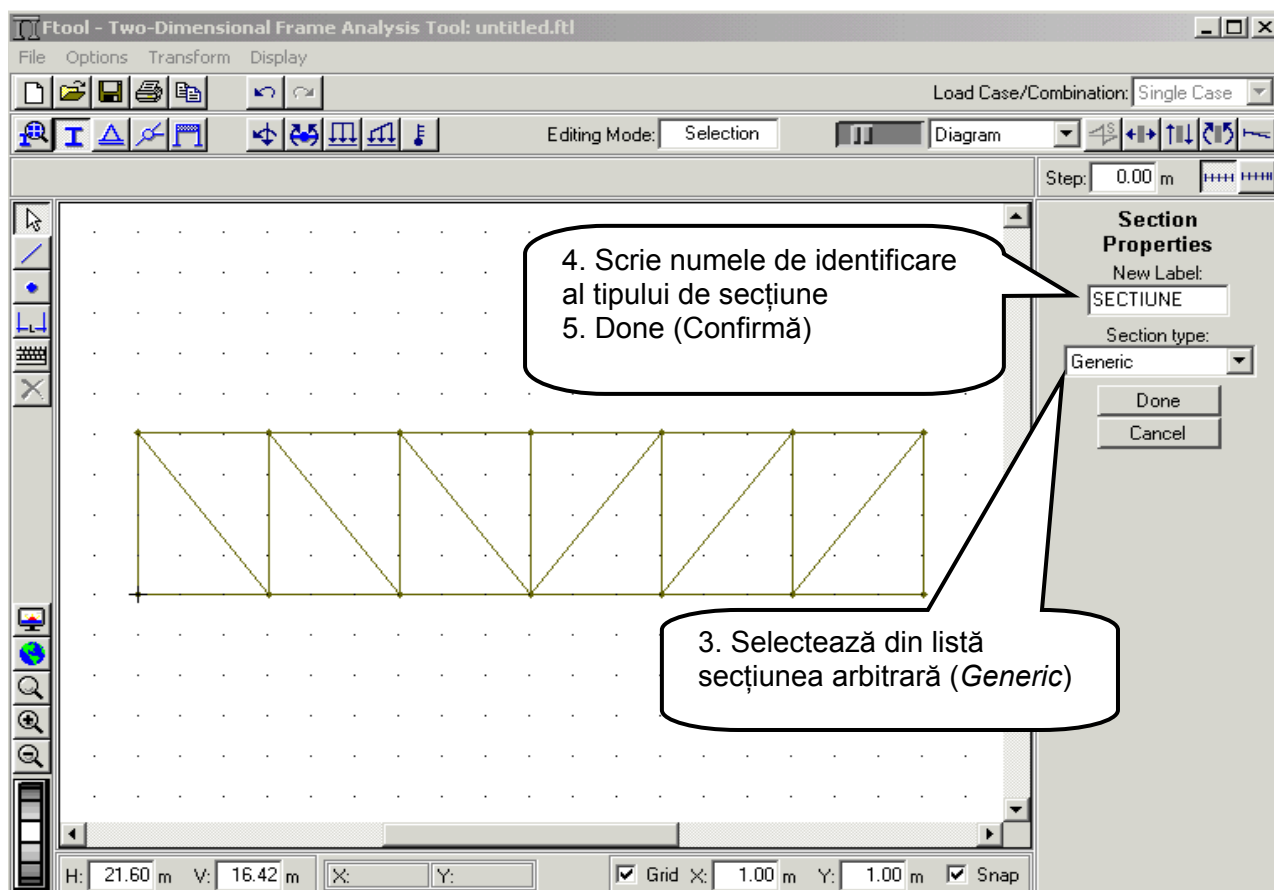 Ftool - Two-Dimensional Frame Analysis Tool: untitled.ftl
File Options Transform Display
Load Case/Combination: Single Case
Editing Mode: Selection Diagram
Step: 0.00 m
Section
Properties
New Label:
SECTIUNE
Section type:
Generic
Done
Cancel
4. Scrie numele de identificare
al tipului de secțiune
5. Done (Confirmă)
3. Selectează din listă
secțiunea arbitrară (Generic)
H: 21.60 m V: 16.42 m X: Y: Grid X: 1.00 m Y: 1.00 m Snap